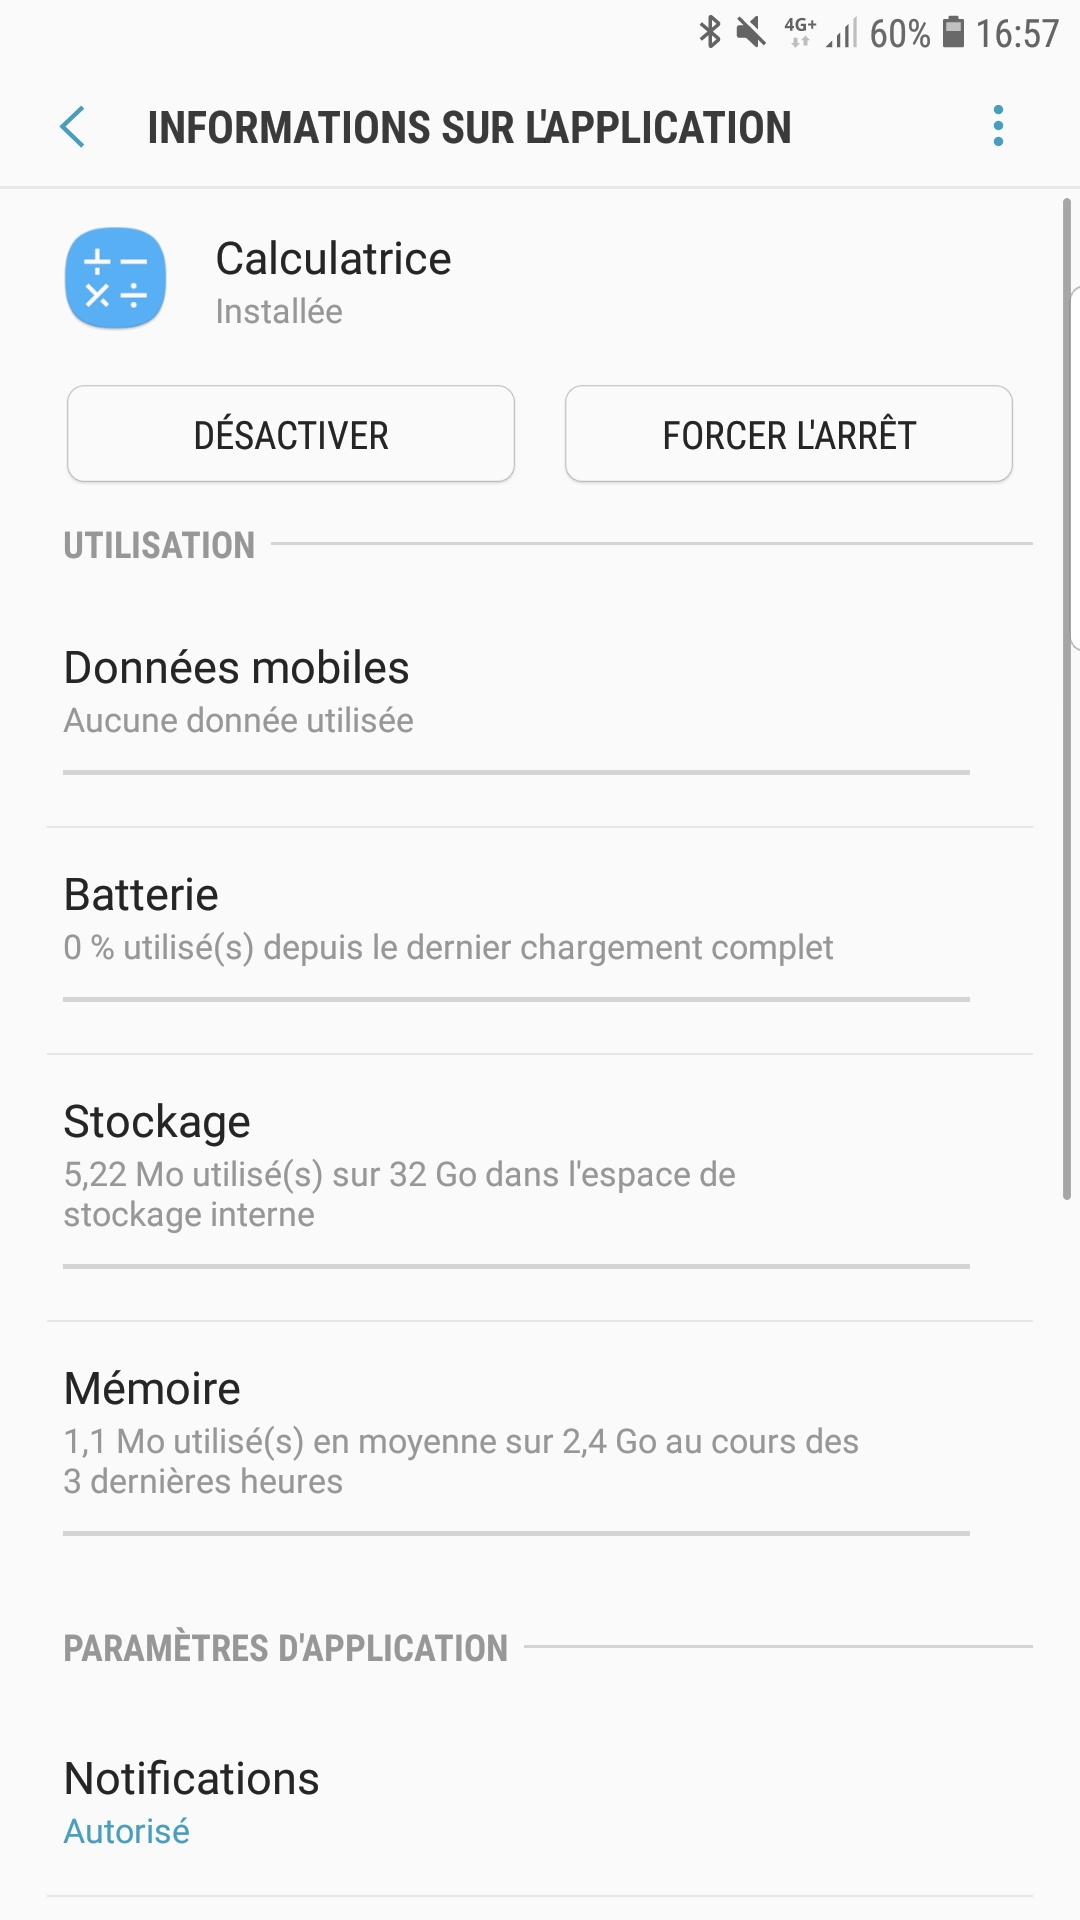 4G+ 60% 16:57
INFORMATIONS SUR L'APPLICATION
Calculatrice
Installée
DÉSACTIVER
FORCER L'ARRÊT
UTILISATION
Données mobiles
Aucune donnée utilisée
Batterie
0 % utilisé(s) depuis le dernier chargement complet
Stockage
5,22 Mo utilisé(s) sur 32 Go dans l'espace de
stockage interne
Mémoire
1,1 Mo utilisé(s) en moyenne sur 2,4 Go au cours des
3 dernières heures
PARAMÈTRES D'APPLICATION
Notifications
Autorisé